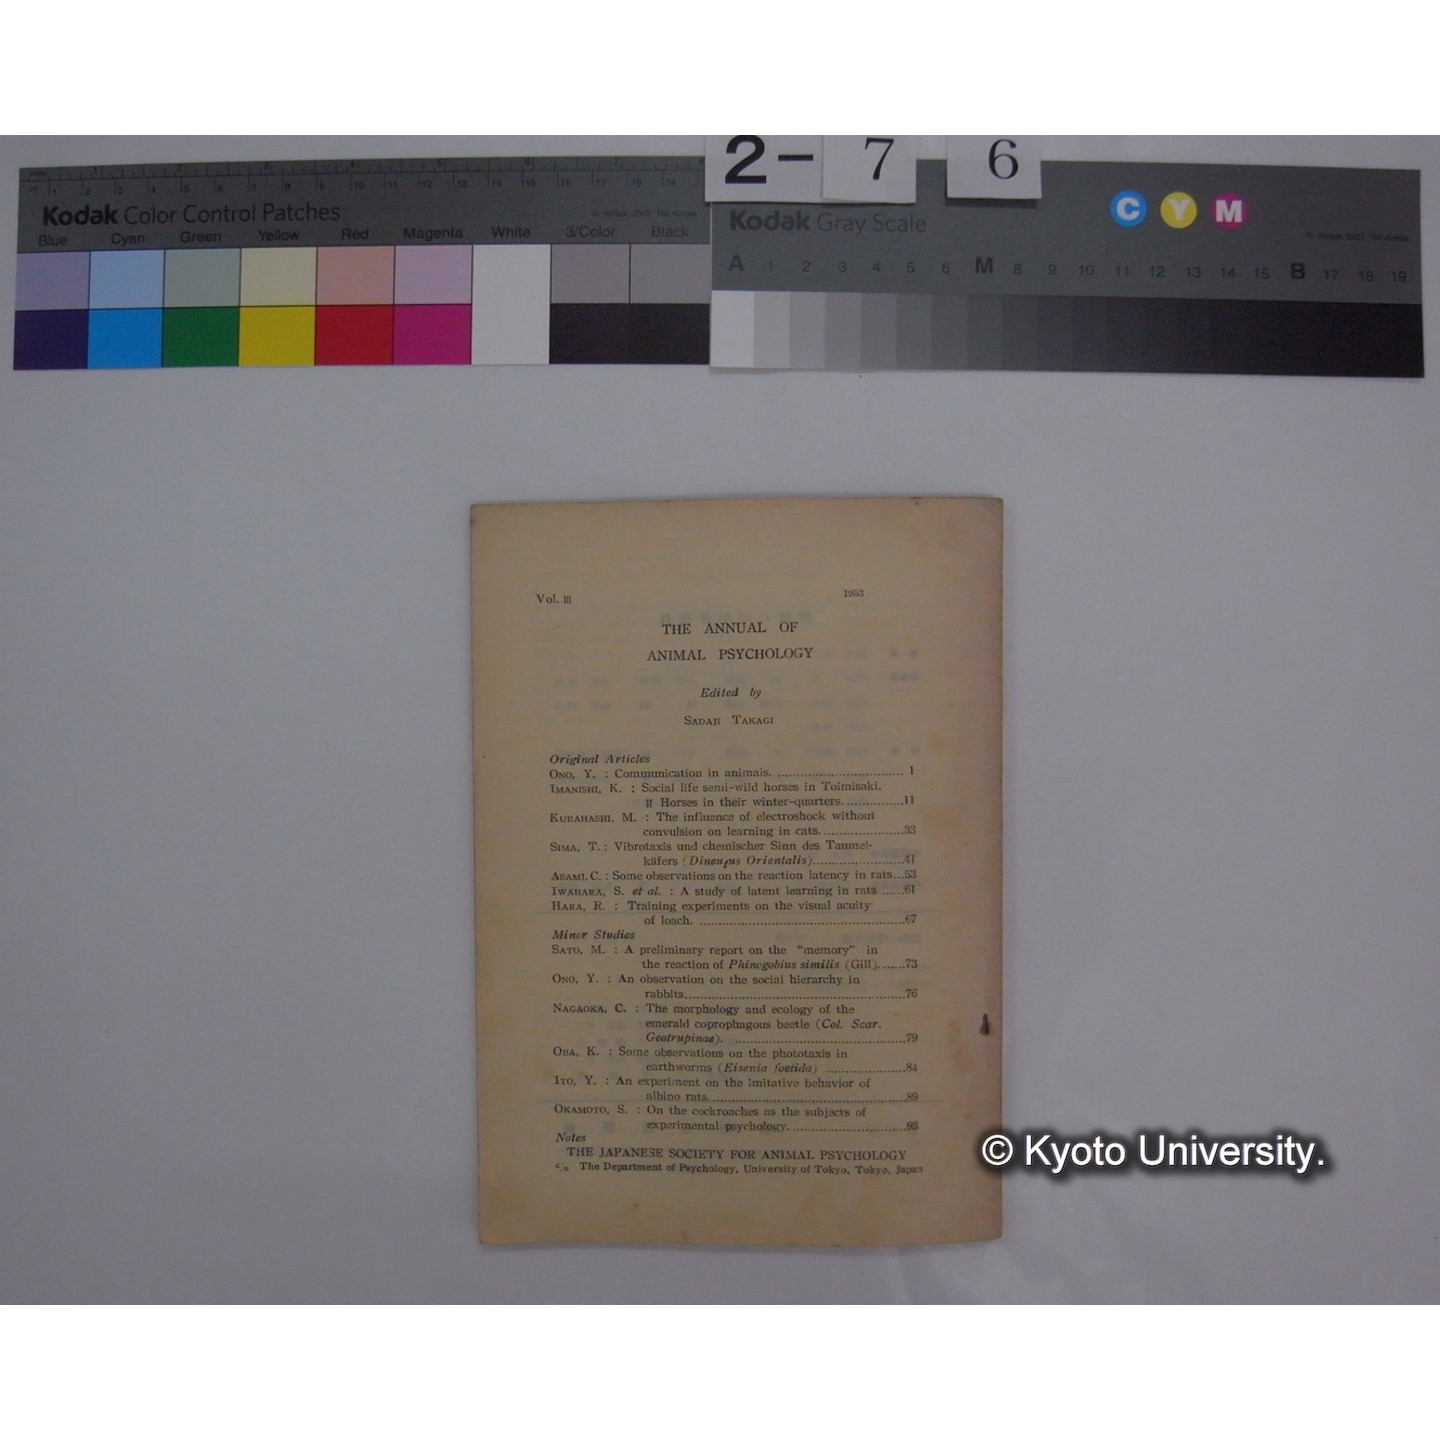 2- 7 6
Kodak Color Control Patches
© Kodak, 2007 TM: Kodak
Blue Cyan Green Yellow Red Magenta White 3/Color Black
Kodak Gray Scale
C Y M
© Kodak, 2007 TM: Kodak
A 1 2 3 4 5 6 M 8 9 10 11 12 13 14 15 B 17 18 19
Vol. III 1953
THE ANNUAL OF
ANIMAL PSYCHOLOGY
Edited by
SADAJI TAKAGI
Original Articles
ONO, Y. : Communication in animals. ................................ 1
IMANISHI, K. : Social life semi-wild horses in Toimisaki.
II Horses in their winter-quarters. ...............11
KURAHASHI, M. : The influence of electroshock without
convulsion on learning in cats. .....................33
SIMA, T. : Vibrotaxis und chemischer Sinn des Taumel-
käfers (Dineutus Orientalis).......................41
ASAMI, C. : Some observations on the reaction latency in rats...53
IWAHARA, S. et al. : A study of latent learning in rats ......61
HARA, R. : Training experiments on the visual acuity
of loach. ....................................................67
Minor Studies
SATO, M. : A preliminary report on the "memory" in
the reaction of Phinogobius similis (Gill).......73
ONO, Y. : An observation on the social hierarchy in
rabbits.......................................................76
NAGAOKA, C. : The morphology and ecology of the
emerald coprophagous beetle (Col. Scar.
Geotrupinae). ...........................................79
OBA, K. : Some observations on the phototaxis in
earthworms (Eisenia foetida) ....................84
ITO, Y. : An experiment on the imitative behavior of
albino rats..................................................89
OKAMOTO, S. : On the cockroaches as the subjects of
experimental psychology. ............................93
Notes
THE JAPANESE SOCIETY FOR ANIMAL PSYCHOLOGY
c/o The Department of Psychology, University of Tokyo, Tokyo, Japan
© Kyoto University.